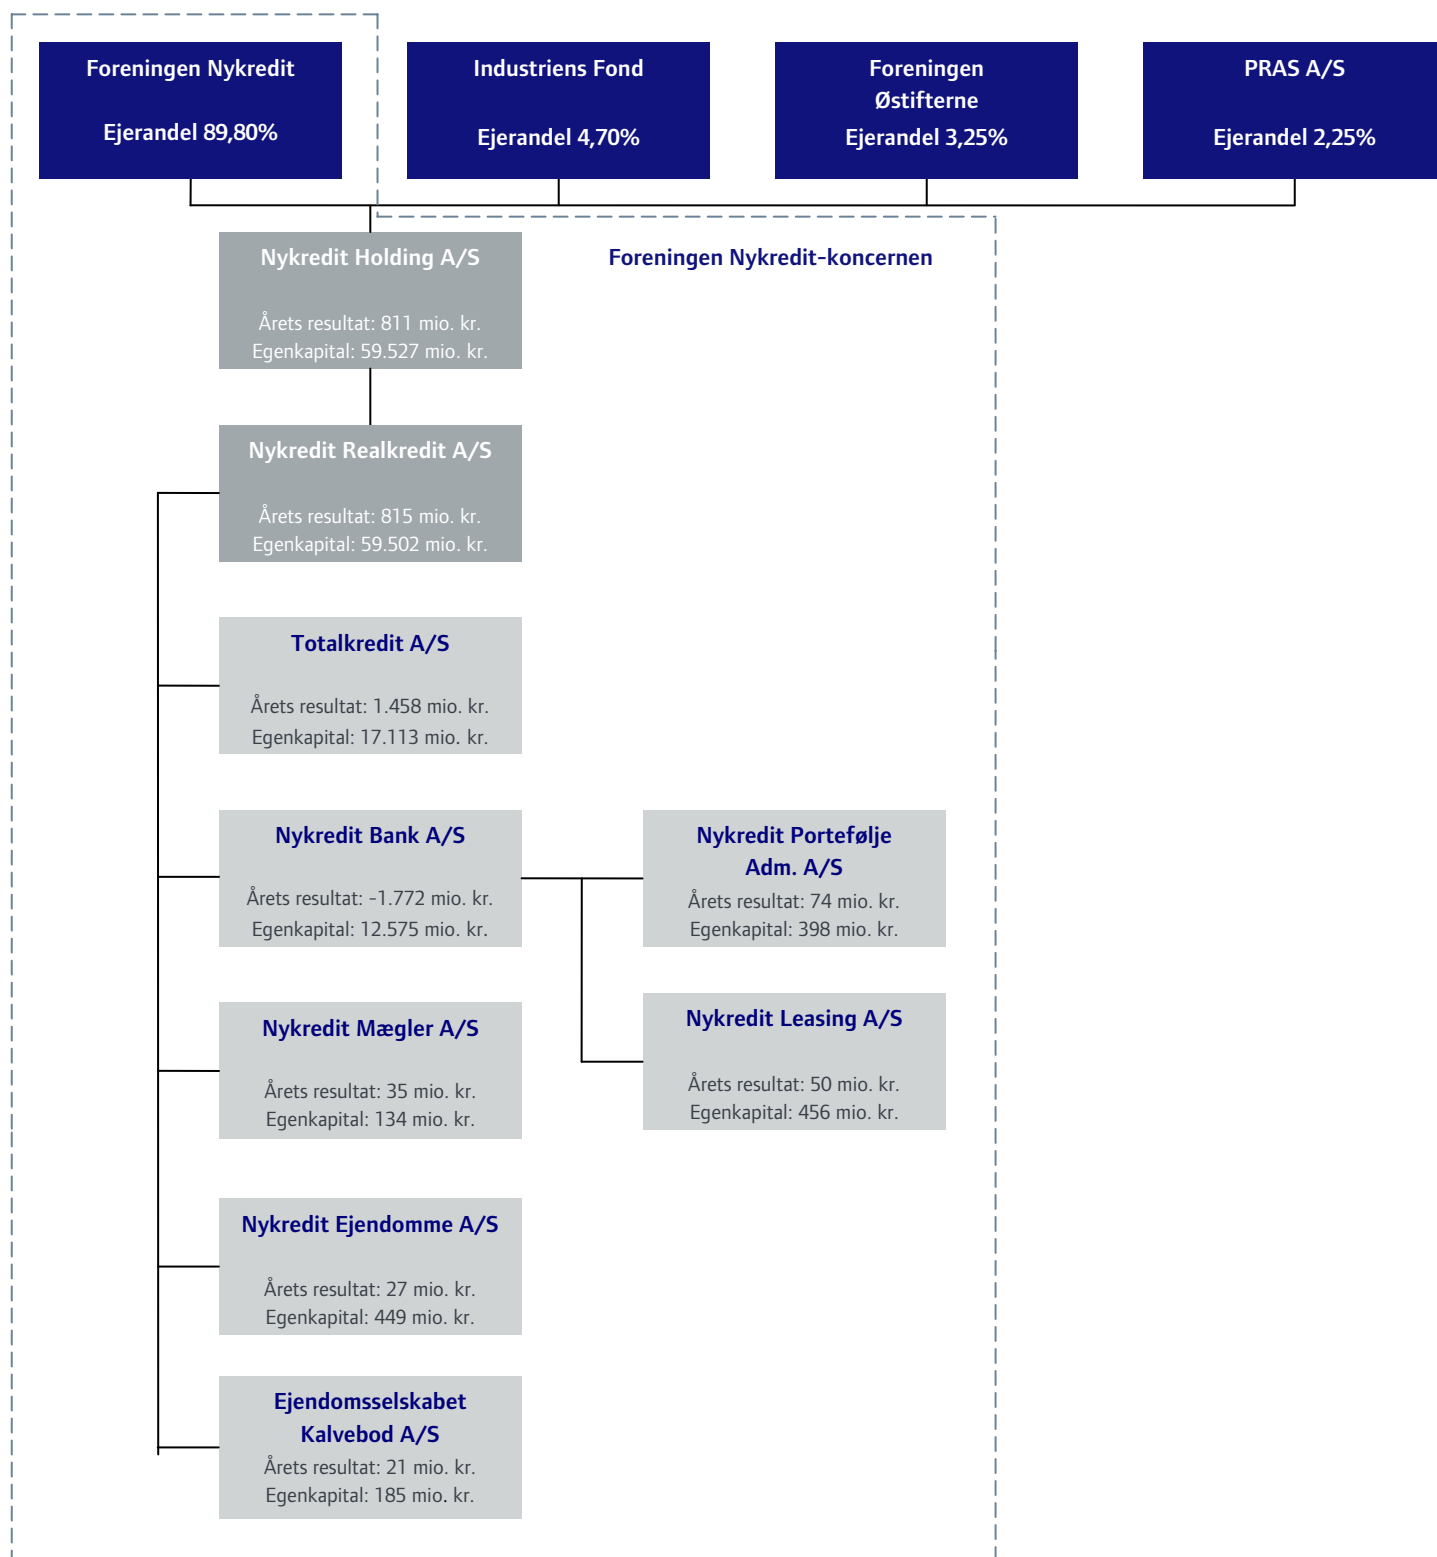 Foreningen Nykredit
Ejerandel 89,80%
Industriens Fond
Ejerandel 4,70%
Foreningen
Østifterne
Ejerandel 3,25%
PRAS A/S
Ejerandel 2,25%
Nykredit Holding A/S
Årets resultat: 811 mio. kr.
Egenkapital: 59.527 mio. kr.
Foreningen Nykredit-koncernen
Nykredit Realkredit A/S
Årets resultat: 815 mio. kr.
Egenkapital: 59.502 mio. kr.
Totalkredit A/S
Årets resultat: 1.458 mio. kr.
Egenkapital: 17.113 mio. kr.
Nykredit Bank A/S
Årets resultat: -1.772 mio. kr.
Egenkapital: 12.575 mio. kr.
Nykredit Portefølje
Adm. A/S
Årets resultat: 74 mio. kr.
Egenkapital: 398 mio. kr.
Nykredit Mægler A/S
Årets resultat: 35 mio. kr.
Egenkapital: 134 mio. kr.
Nykredit Leasing A/S
Årets resultat: 50 mio. kr.
Egenkapital: 456 mio. kr.
Nykredit Ejendomme A/S
Årets resultat: 27 mio. kr.
Egenkapital: 449 mio. kr.
Ejendomsselskabet
Kalvebod A/S
Årets resultat: 21 mio. kr.
Egenkapital: 185 mio. kr.